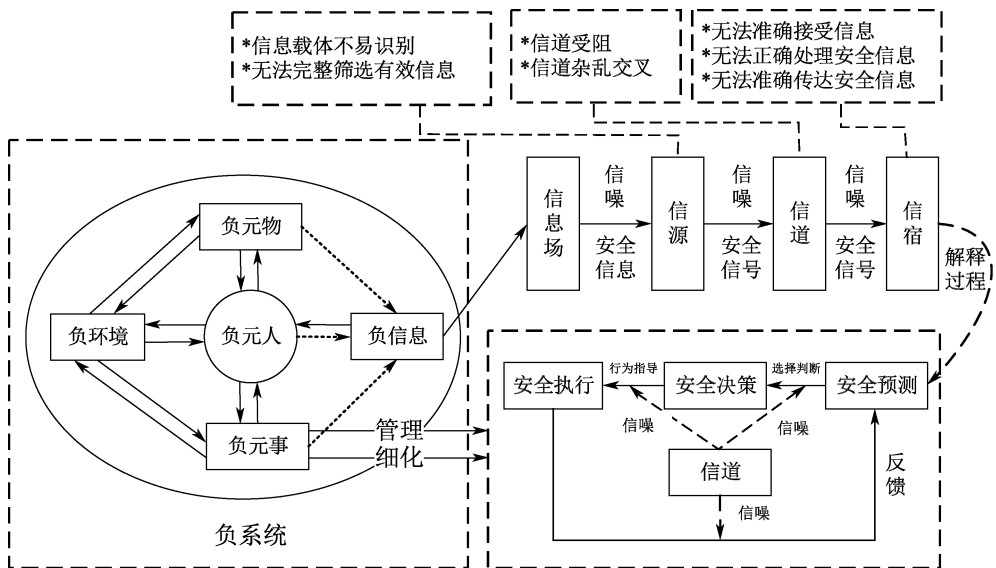 *信息载体不易识别
*无法完整筛选有效信息
*信道受阻
*信道杂乱交叉
*无法准确接受信息
*无法正确处理安全信息
*无法准确传达安全信息
负元物
负环境
负元人
负信息
负元事
管理
细化
负系统
信息场
信噪
安全信息
信源
信噪
安全信号
信道
信噪
安全信号
信宿
解释
过程
安全执行
行为指导
安全决策
选择判断
安全预测
信噪
信噪
信道
信噪
反馈